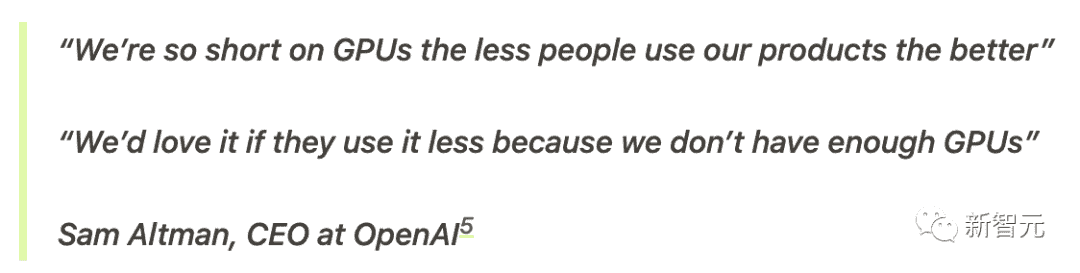 “We’re so short on GPUs the less people use our products the better”
“We’d love it if they use it less because we don’t have enough GPUs”
Sam Altman, CEO at OpenAI5
新智元